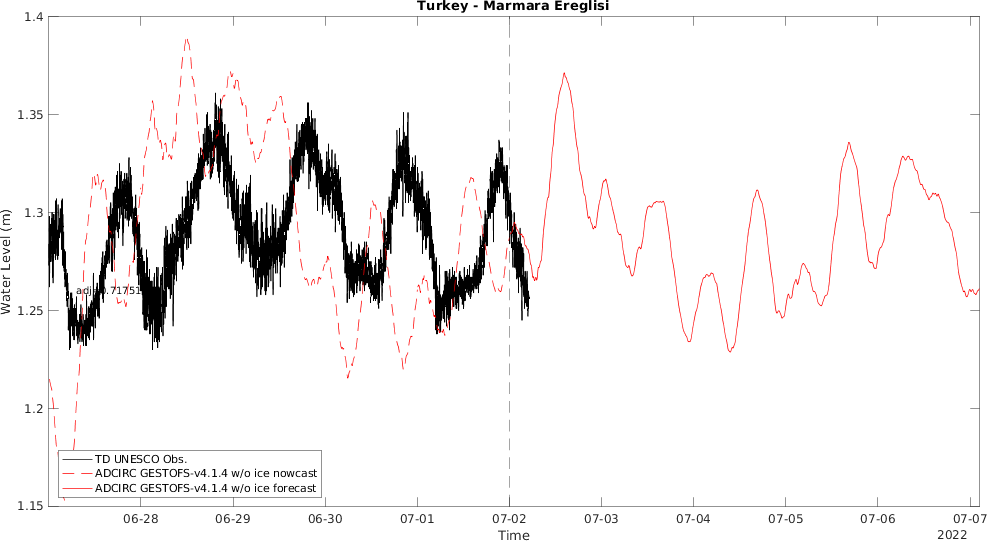 Turkey - Marmara Ereglisi
Water Level (m)
1.4
1.35
1.3
1.25
1.2
1.15
TD UNESCO Obs.
ADCIRC GESTOFS-v4.1.4 w/o ice nowcast
ADCIRC GESTOFS-v4.1.4 w/o ice forecast
06-28
06-29
06-30
07-01
07-02
07-03
07-04
07-05
07-06
07-07
Time
2022